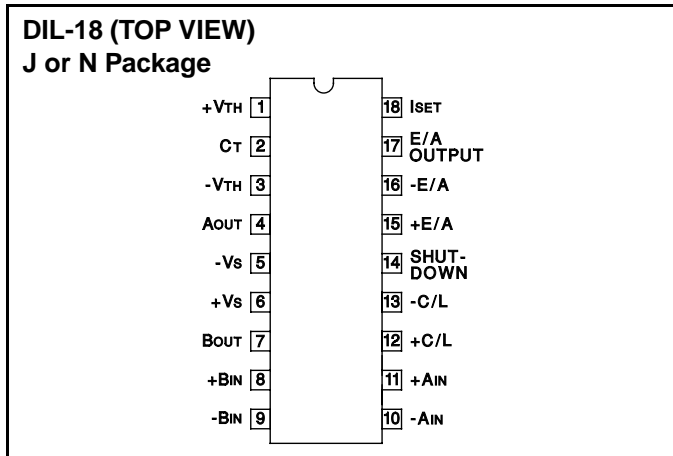 DIL-18 (TOP VIEW)
J or N Package
+VTH 1
CT 2
-VTH 3
AOUT 4
-VS 5
+VS 6
BOUT 7
+BIN 8
-BIN 9
18 ISET
17 E/A
OUTPUT
16 -E/A
15 +E/A
14 SHUT-
DOWN
13 -C/L
12 +C/L
11 +AIN
10 -AIN